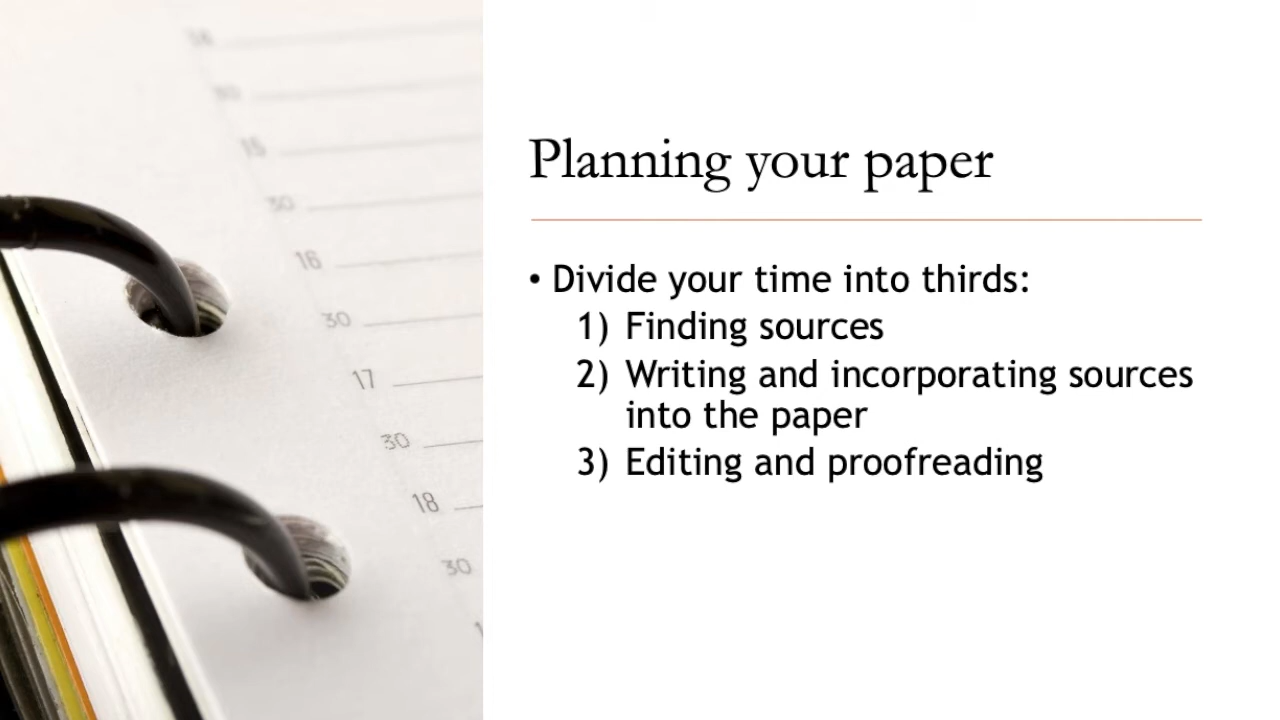 Planning your paper
• Divide your time into thirds:
1) Finding sources
2) Writing and incorporating sources
into the paper
3) Editing and proofreading
30
16
30
17
30
18
30